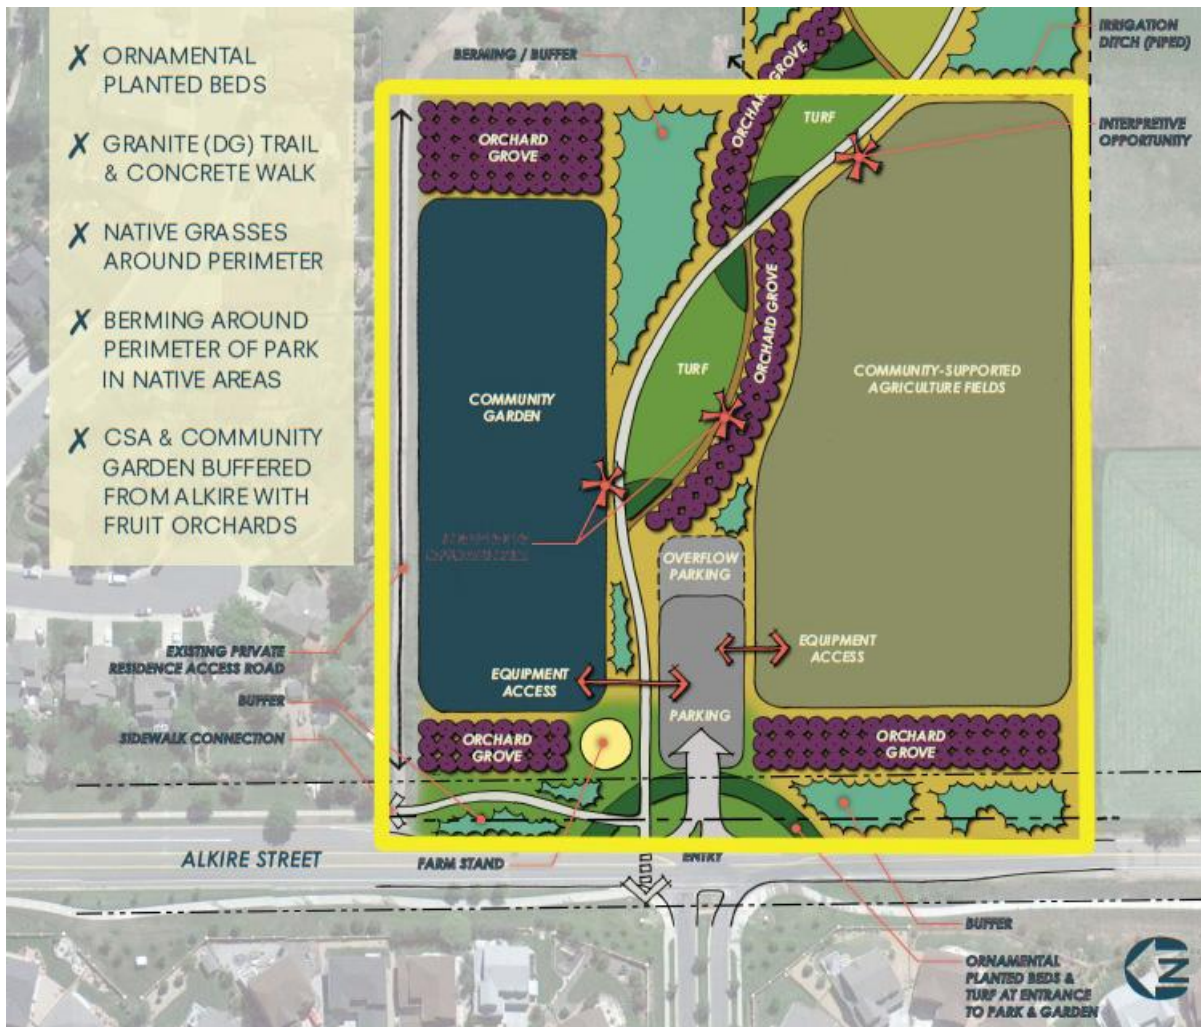 ✗ ORNAMENTAL
PLANTED BEDS
✗ GRANITE (DG) TRAIL
& CONCRETE WALK
✗ NATIVE GRASSES
AROUND PERIMETER
✗ BERMING AROUND
PERIMETER OF PARK
IN NATIVE AREAS
✗ CSA & COMMUNITY
GARDEN BUFFERED
FROM ALKIRE WITH
FRUIT ORCHARDS
BERMING / BUFFER
IRRIGATION
DITCH (PIPED)
INTERPRETIVE
OPPORTUNITY
ORCHARD GROVE
TURF
ORCHARD
GROVE
COMMUNITY
GARDEN
TURF
ORCHARD GROVE
COMMUNITY-SUPPORTED
AGRICULTURE FIELDS
OVERFLOW
PARKING
EXISTING PRIVATE
RESIDENCE ACCESS ROAD
EQUIPMENT
ACCESS
EQUIPMENT
ACCESS
BUFFER
PARKING
SIDEWALK CONNECTION
ORCHARD
GROVE
ORCHARD
GROVE
ALKIRE STREET
FARM STAND
ENTRY
BUFFER
ORNAMENTAL
PLANTED BEDS &
TURF AT ENTRANCE
TO PARK & GARDEN
N